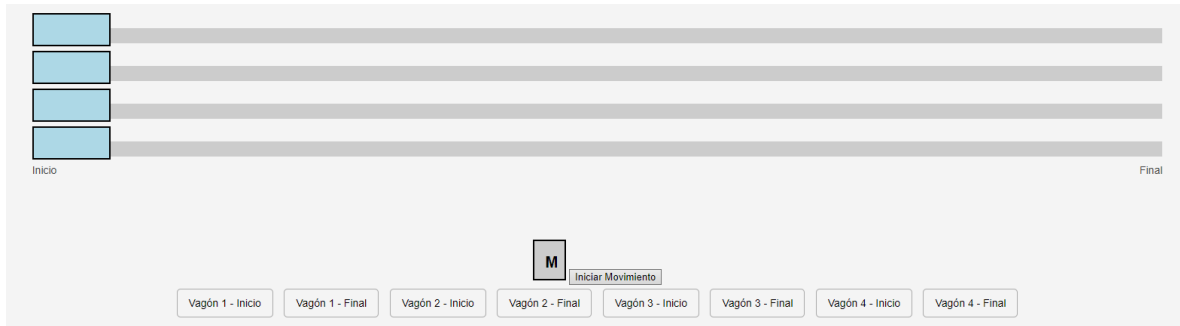 Inicio Final
M
Iniciar Movimiento
Vagón 1 - Inicio Vagón 1 - Final Vagón 2 - Inicio Vagón 2 - Final Vagón 3 - Inicio Vagón 3 - Final Vagón 4 - Inicio Vagón 4 - Final